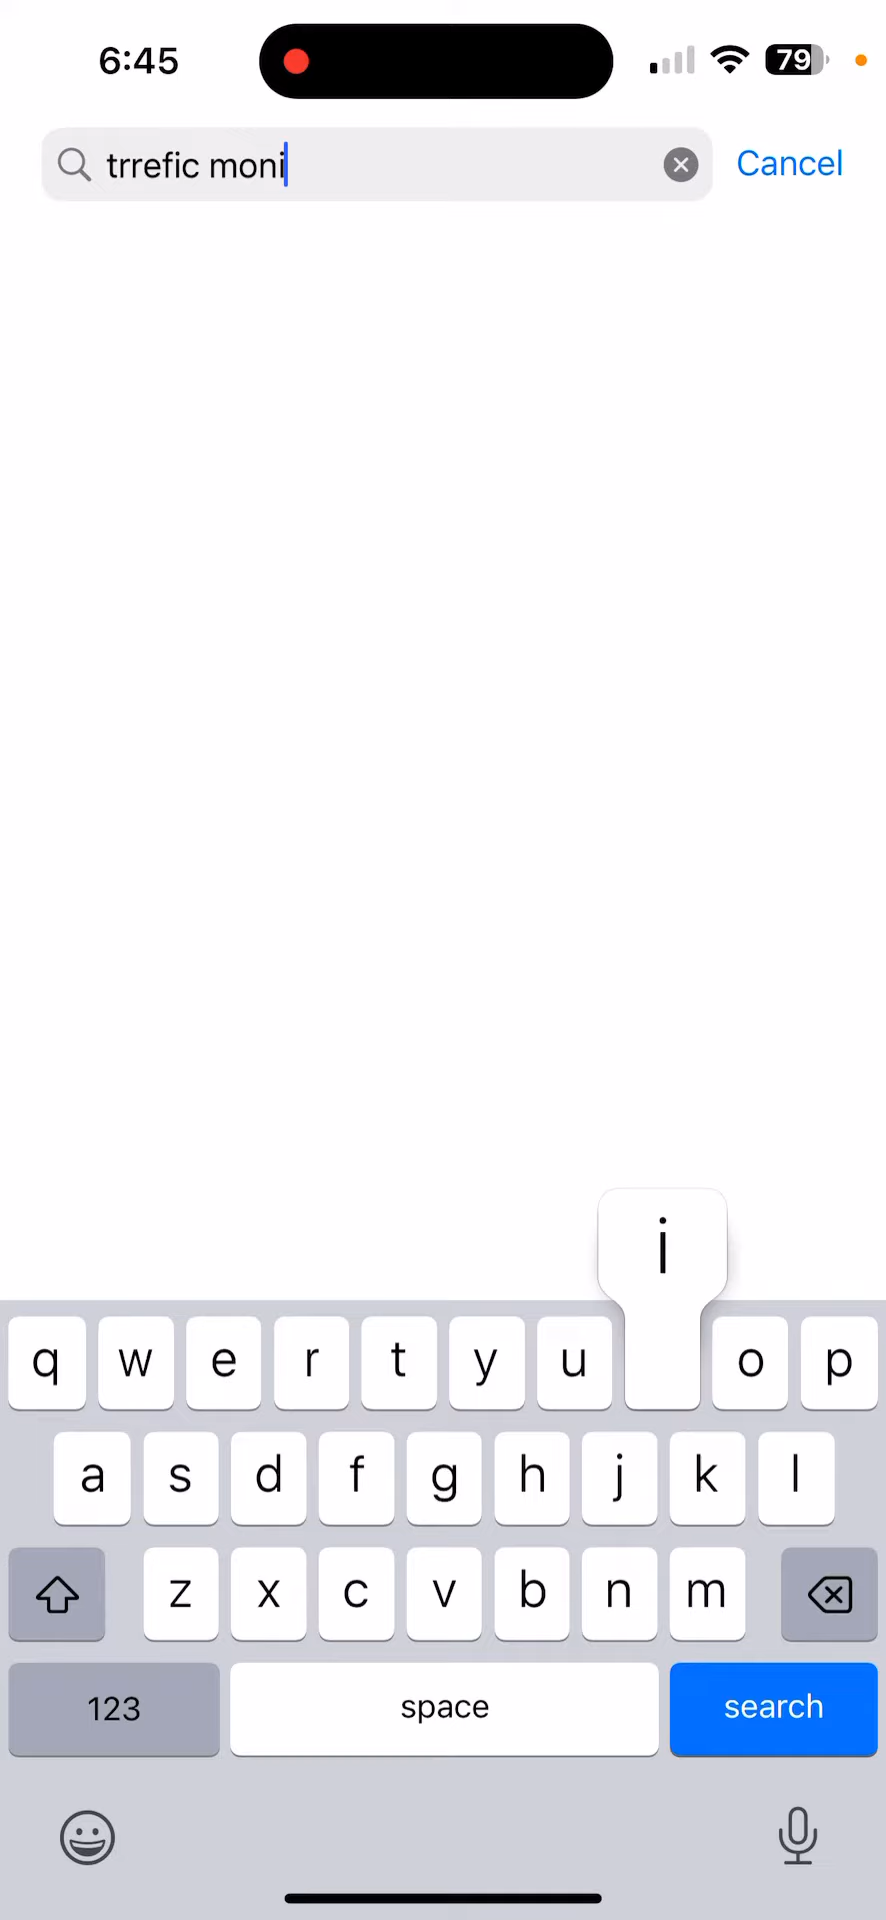 6:45
79
trrefic moni
Cancel
i
q w e r t y u o p
a s d f g h j k l
z x c v b n m
123 space search